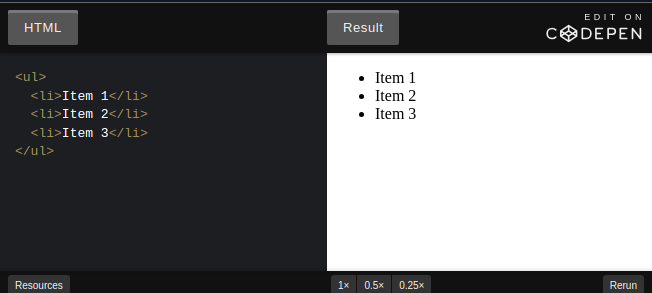 HTML
Result
EDIT ON
CODEPEN
<ul>
  <li>Item 1</li>
  <li>Item 2</li>
  <li>Item 3</li>
</ul>
Item 1
Item 2
Item 3
Resources
1× 0.5× 0.25×
Rerun